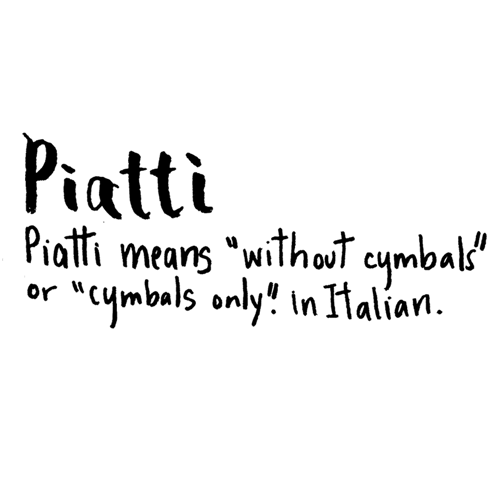 Piatti
Piatti means "without cymbals"
or "cymbals only". in Italian.